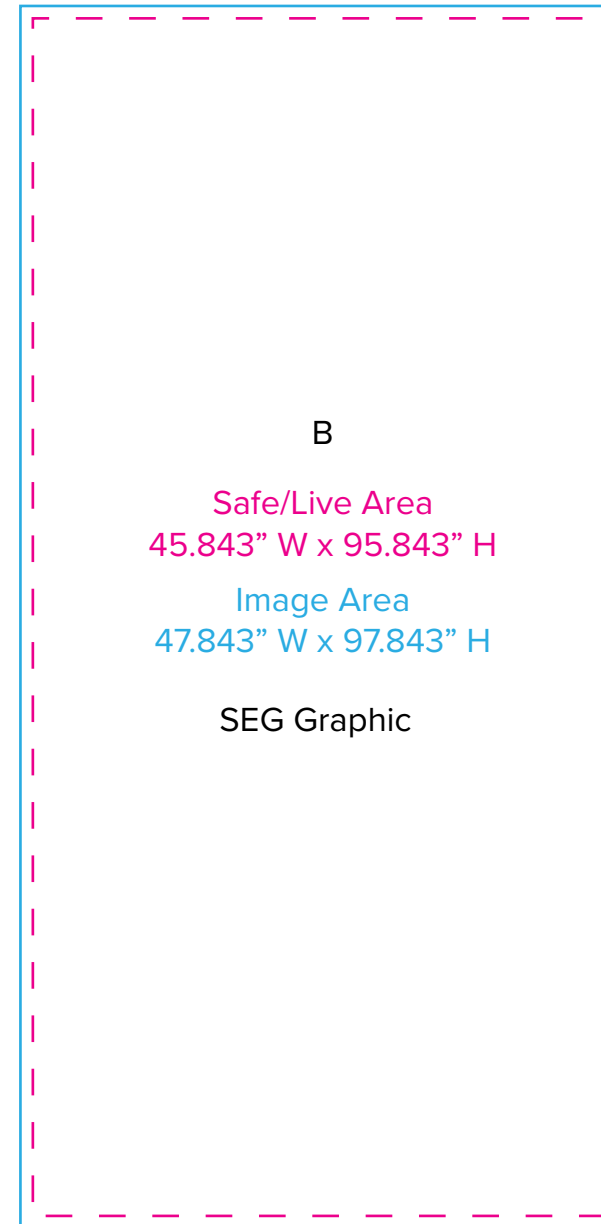 B
Safe/Live Area
45.843” W x 95.843” H
Image Area
47.843” W x 97.843” H
SEG Graphic